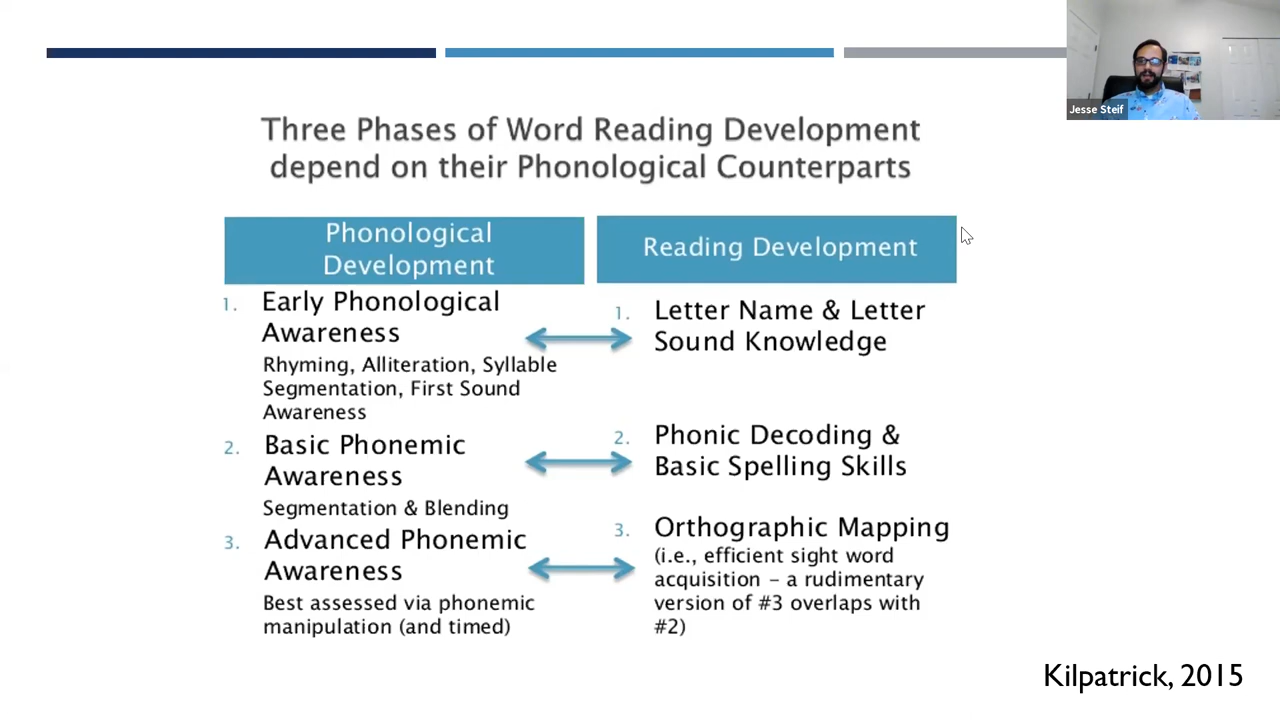 Jesse Steif
Three Phases of Word Reading Development
depend on their Phonological Counterparts
Phonological
Development
1. Early Phonological
Awareness
Rhyming, Alliteration, Syllable
Segmentation, First Sound
Awareness
2. Basic Phonemic
Awareness
Segmentation & Blending
3. Advanced Phonemic
Awareness
Best assessed via phonemic
manipulation (and timed)
Reading Development
1. Letter Name & Letter
Sound Knowledge
2. Phonic Decoding &
Basic Spelling Skills
3. Orthographic Mapping
(i.e., efficient sight word
acquisition – a rudimentary
version of #3 overlaps with
#2)
Kilpatrick, 2015